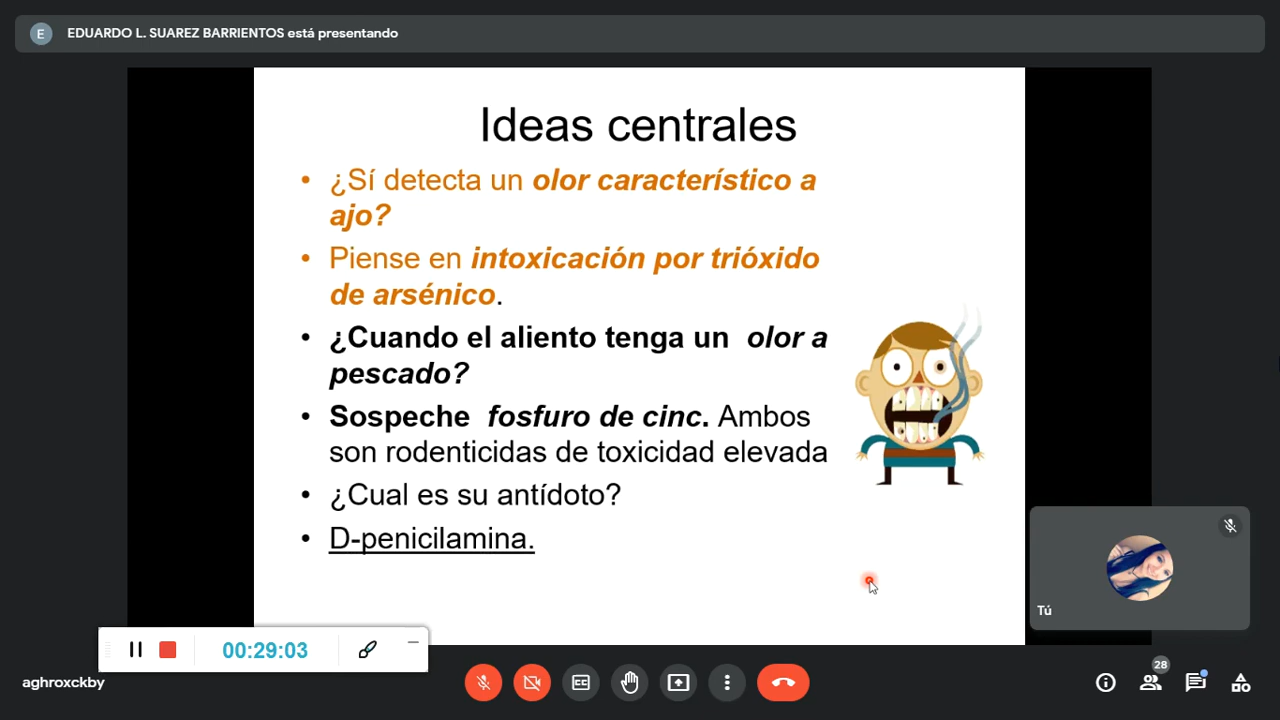 E
EDUARDO L. SUAREZ BARRIENTOS está presentando
Ideas centrales
• ¿Sí detecta un olor característico a
ajo?
• Piense en intoxicación por trióxido
de arsénico.
• ¿Cuando el aliento tenga un olor a
pescado?
• Sospeche fosfuro de cinc. Ambos
son rodenticidas de toxicidad elevada
• ¿Cual es su antídoto?
• D-penicilamina.
Tú
00:29:03
aghroxckby
28